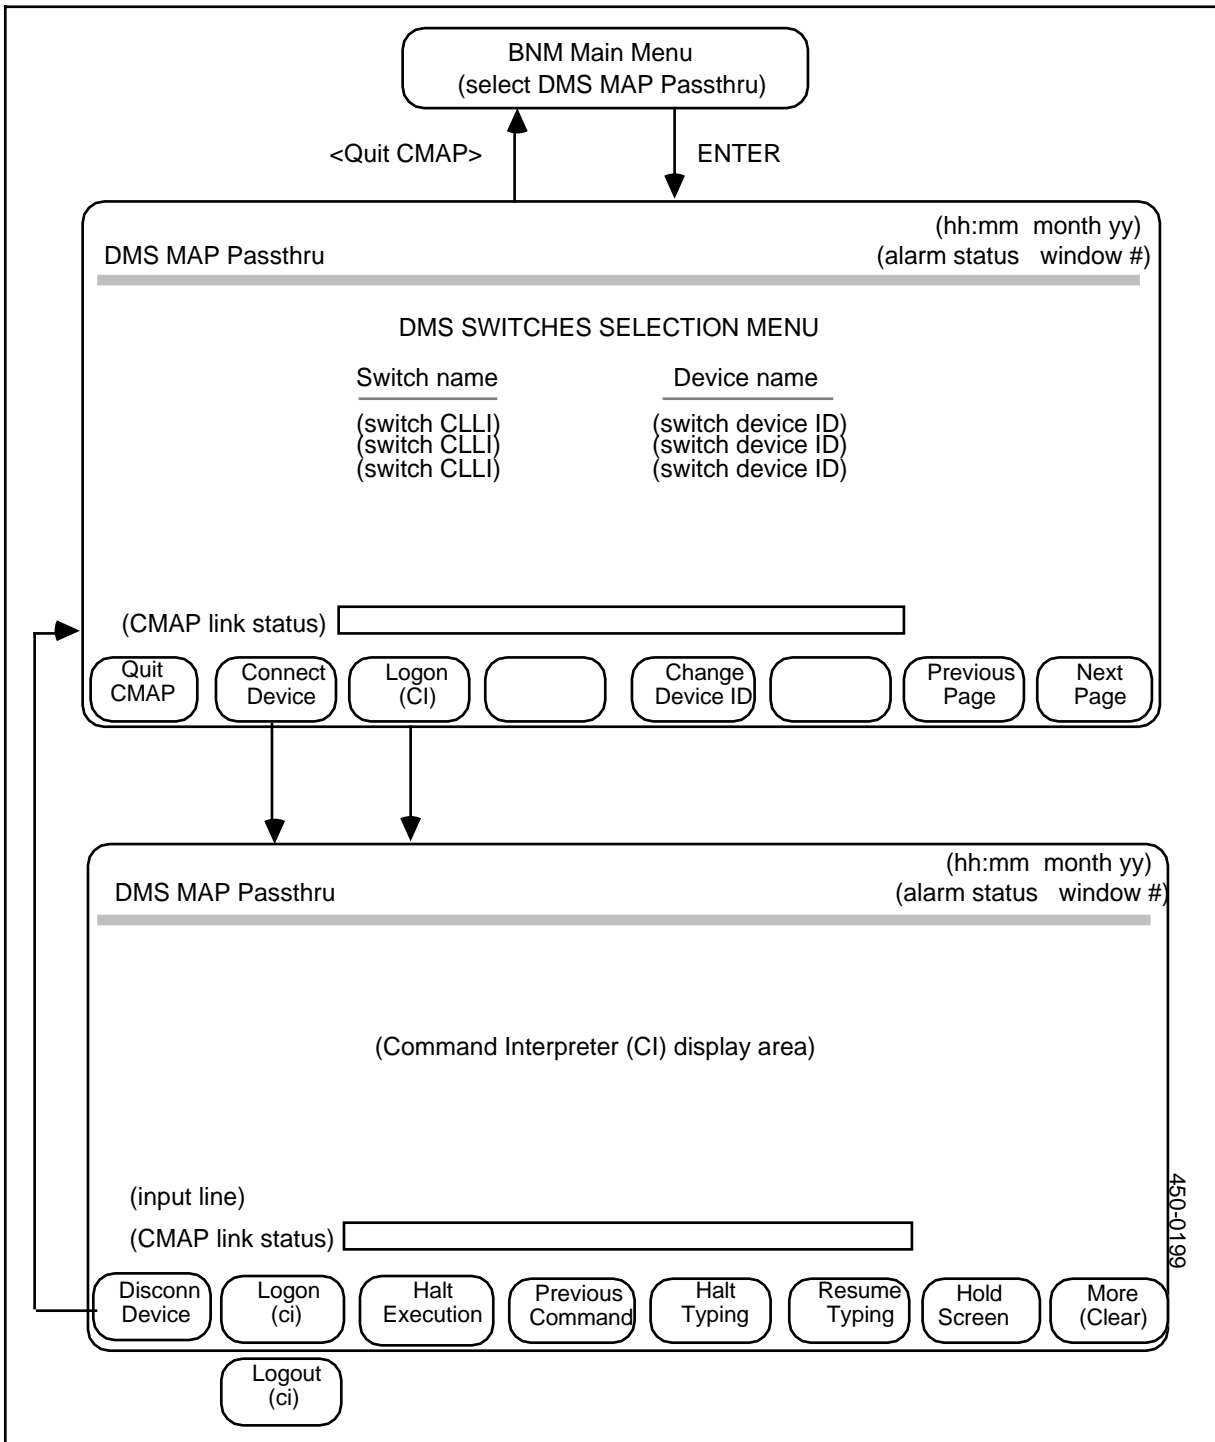 BNM Main Menu
(select DMS MAP Passthru)
<Quit CMAP>
ENTER
(hh:mm month yy)
DMS MAP Passthru
(alarm status window #)
DMS SWITCHES SELECTION MENU
Switch name Device name
(switch CLLI) (switch device ID)
(switch CLLI) (switch device ID)
(switch CLLI) (switch device ID)
(CMAP link status)
Quit
CMAP
Connect
Device
Logon
(CI)
Change
Device ID
Previous
Page
Next
Page
(hh:mm month yy)
DMS MAP Passthru
(alarm status window #)
(Command Interpreter (CI) display area)
(input line)
(CMAP link status)
450-0199
Disconn
Device
Logon
(ci)
Halt
Execution
Previous
Command
Halt
Typing
Resume
Typing
Hold
Screen
More
(Clear)
Logout
(ci)